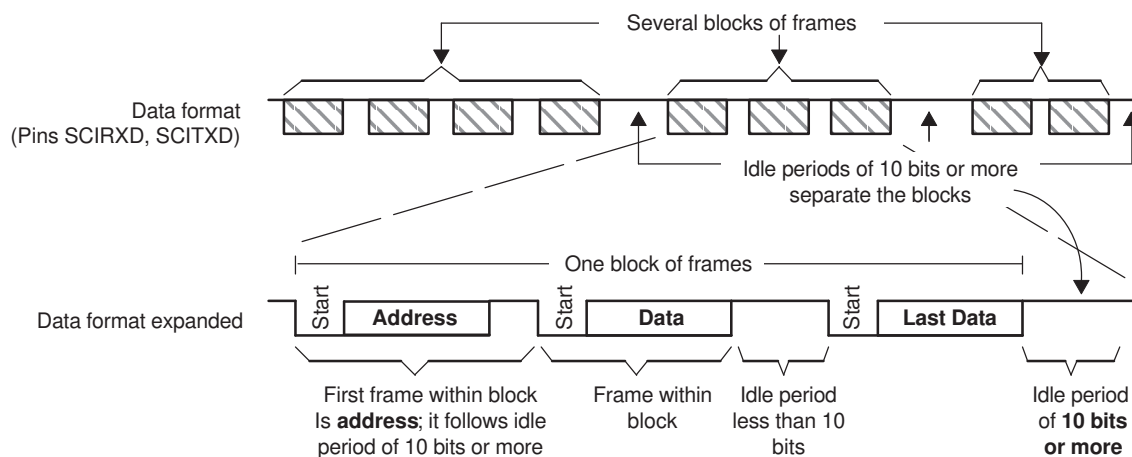 Several blocks of frames
Data format
(Pins SCIRXD, SCITXD)
Idle periods of 10 bits or more
separate the blocks
One block of frames
Data format expanded
Start
Address
Start
Data
Start
Last Data
First frame within block
Is address; it follows idle
period of 10 bits or more
Frame within
block
Idle period
less than 10
bits
Idle period
of 10 bits
or more